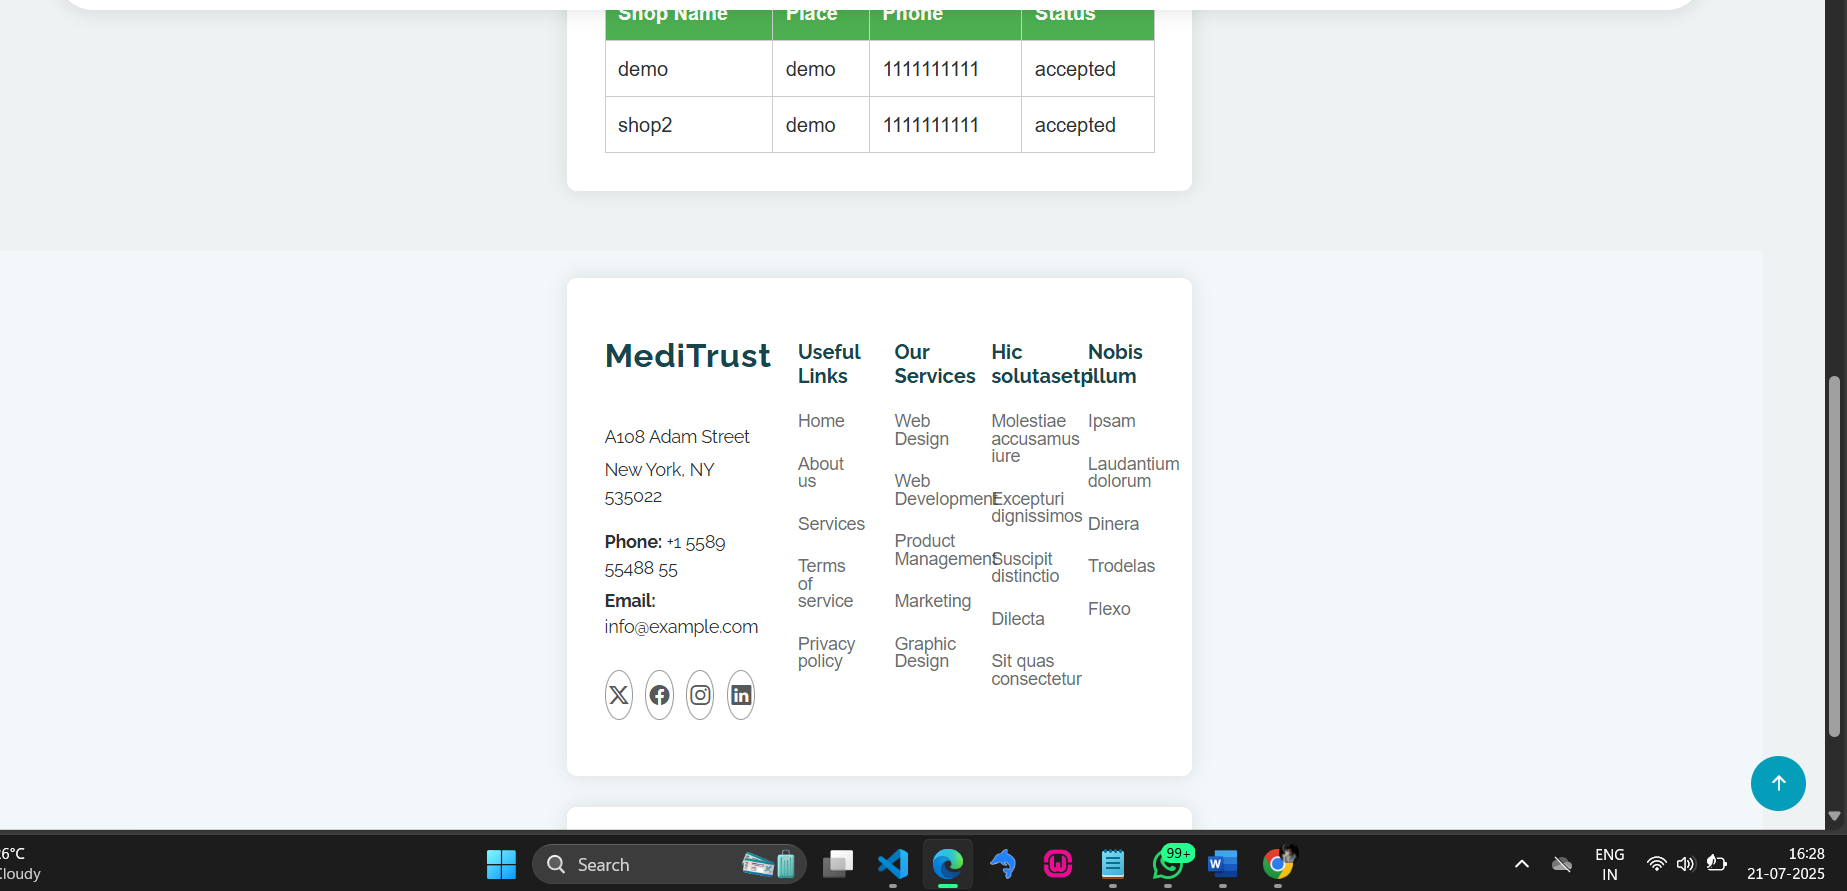 Shop Name Place Phone Status
demo demo 1111111111 accepted
shop2 demo 1111111111 accepted
MediTrust
A108 Adam Street
New York, NY
535022
Phone: +1 5589
55488 55
Email:
info@example.com
Useful
Links
Home
About
us
Services
Terms
of
service
Privacy
policy
Our
Services
Web
Design
Web
Development
Product
Management
Marketing
Graphic
Design
Hic
solutasetp
Molestiae
accusamus
iure
Excepturi
dignissimos
Suscipit
distinctio
Dilecta
Sit quas
consectetur
Nobis
illum
Ipsam
Laudantium
dolorum
Dinera
Trodelas
Flexo
6°C
Cloudy
Search
99+
ENG
IN
16:28
21-07-2025